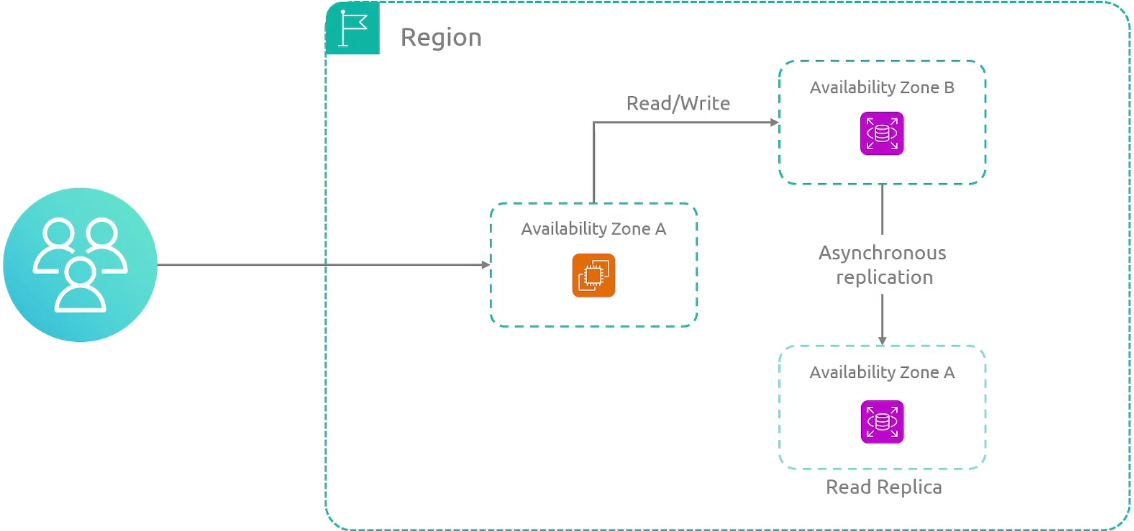 Region
Read/Write
Availability Zone B
Availability Zone A
Asynchronous
replication
Availability Zone A
Read Replica